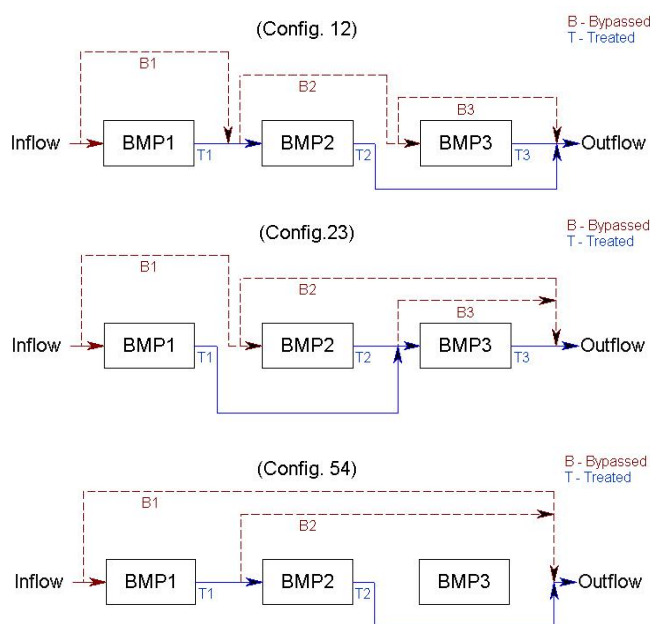 (Config. 12)
B - Bypassed
T - Treated
B1
B2
B3
Inflow
BMP1
T1
BMP2
T2
BMP3
T3
Outflow
(Config.23)
B - Bypassed
T - Treated
B1
B2
B3
Inflow
BMP1
T1
BMP2
T2
BMP3
T3
Outflow
(Config. 54)
B - Bypassed
T - Treated
B1
B2
Inflow
BMP1
T1
BMP2
T2
BMP3
Outflow